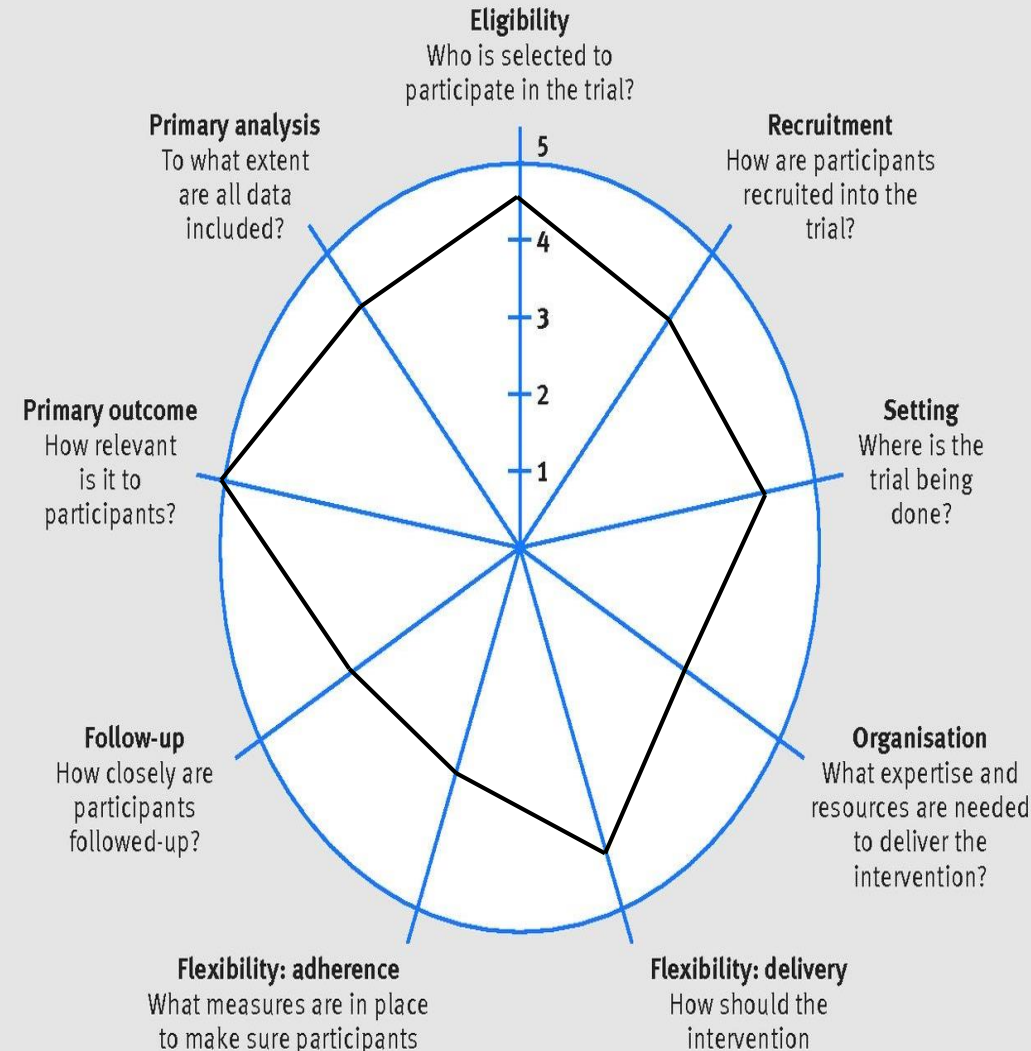 Eligibility
Who is selected to
participate in the trial?
Primary analysis
To what extent
are all data
included?
Recruitment
How are participants
recruited into the
trial?
5
4
3
2
1
Primary outcome
How relevant
is it to
participants?
Setting
Where is the
trial being
done?
Follow-up
How closely are
participants
followed-up?
Organisation
What expertise and
resources are needed
to deliver the
intervention?
Flexibility: adherence
What measures are in place
to make sure participants
Flexibility: delivery
How should the
intervention